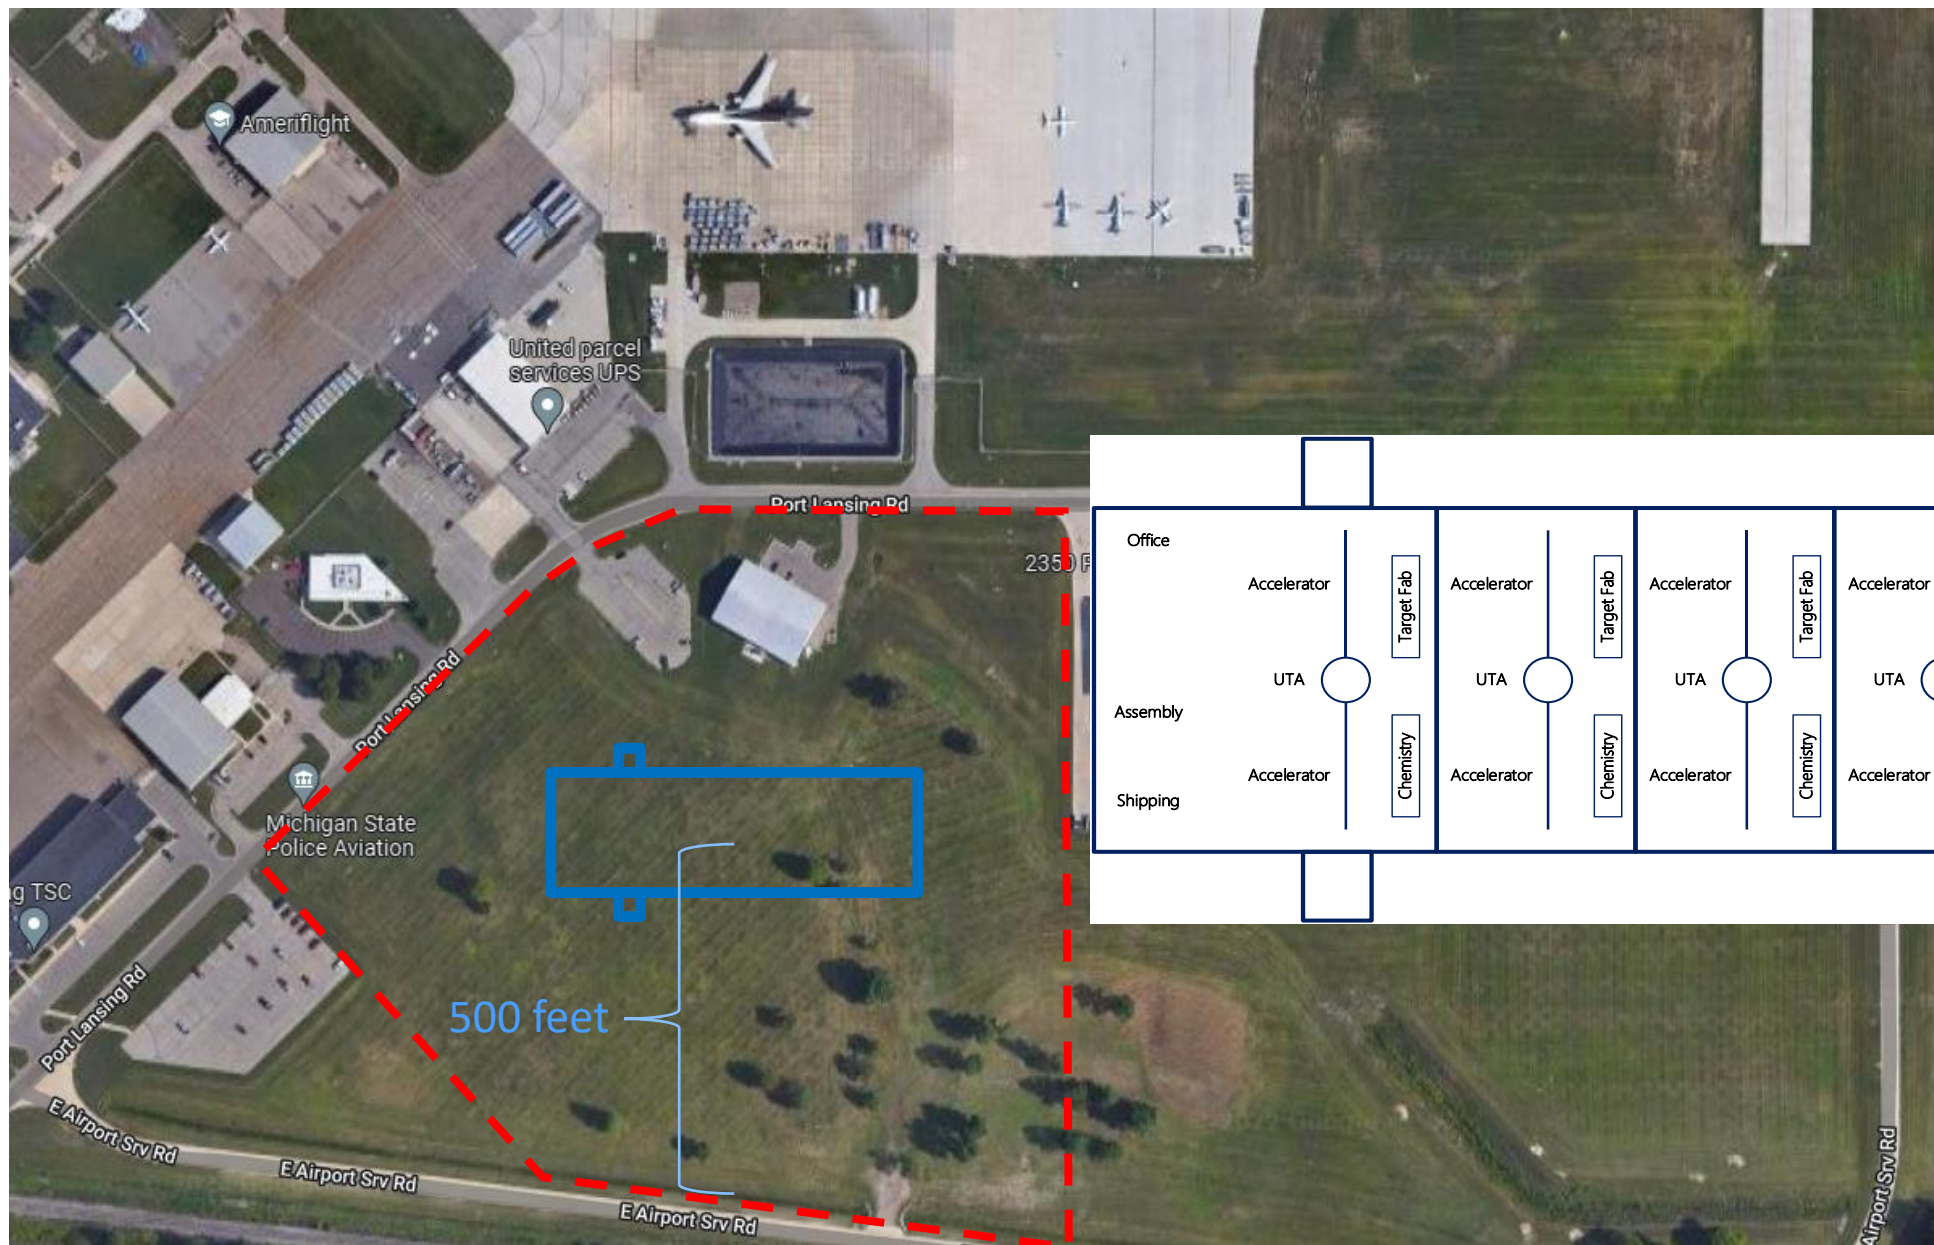 Ameriflight
United parcel
services UPS
Port Lansing Rd
2350
Port Lansing Rd
Michigan State
Police Aviation
g TSC
Port Lansing Rd
500 feet
E Airport Srv Rd
E Airport Srv Rd
E Airport Srv Rd
Airport Srv Rd
Office
Assembly
Shipping
Accelerator
UTA
Accelerator
Target Fab
Chemistry
Accelerator
UTA
Accelerator
Target Fab
Chemistry
Accelerator
UTA
Accelerator
Target Fab
Chemistry
Accelerator
UTA
Accelerator